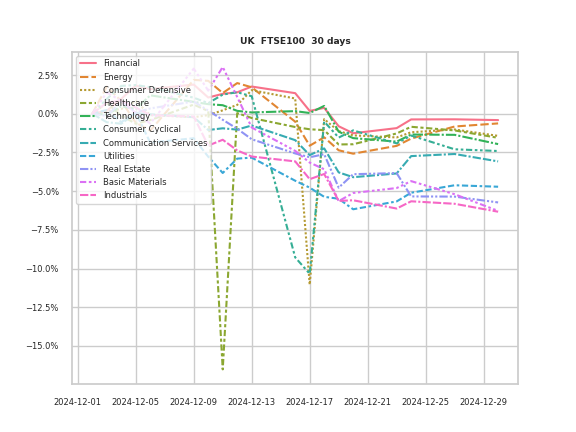 UK  FTSE100  30 days
Financial
Energy
Consumer Defensive
Healthcare
Technology
Consumer Cyclical
Communication Services
Utilities
Real Estate
Basic Materials
Industrials
2.5%
0.0%
−2.5%
−5.0%
−7.5%
−10.0%
−12.5%
−15.0%
2024-12-01 2024-12-05 2024-12-09 2024-12-13 2024-12-17 2024-12-21 2024-12-25 2024-12-29